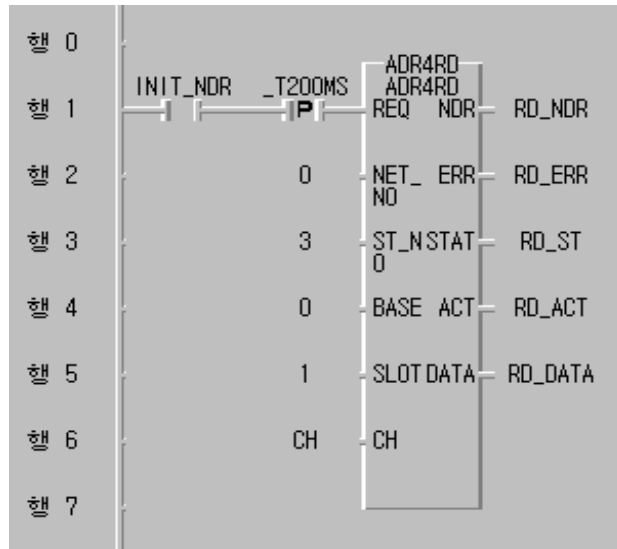 행 0
ADR4RD
INIT_NDR _T200MS ADR4RD
행 1 P REQ NDR RD_NDR
행 2 0 NET_ ERR RD_ERR
NO
행 3 3 ST_N STAT RD_ST
O
행 4 0 BASE ACT RD_ACT
행 5 1 SLOT DATA RD_DATA
행 6 CH CH
행 7